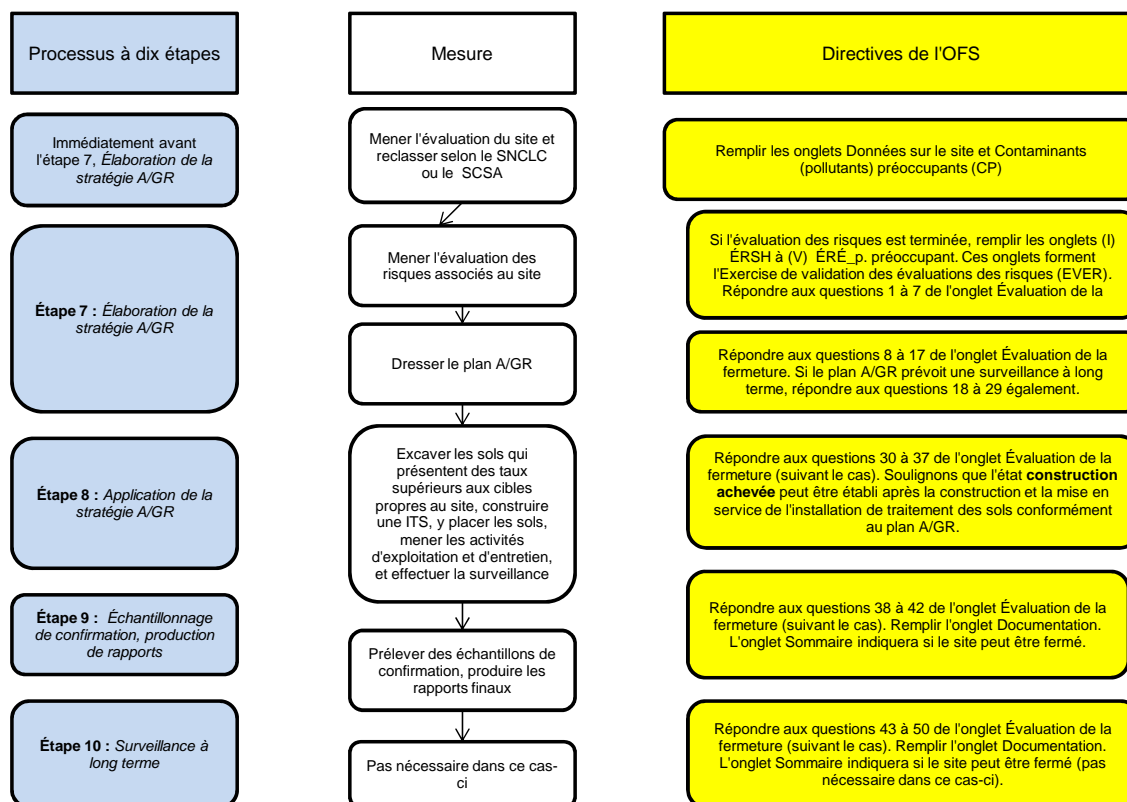 Processus à dix étapes
Mesure
Directives de l'OFS
Immédiatement avant
l'étape 7, Élaboration de la
stratégie A/GR
Mener l'évaluation du site et
reclasser selon le SNCLC
ou le SCSA
Remplir les onglets Données sur le site et Contaminants
(pollutants) préoccupants (CP)
Étape 7 : Élaboration de la
stratégie A/GR
Mener l'évaluation des
risques associés au site
Si l'évaluation des risques est terminée, remplir les onglets (I)
ÉRSH à (V) ÉRÉ_p. préoccupant. Ces onglets forment
l'Exercise de validation des évaluations des risques (EVER).
Répondre aux questions 1 à 7 de l'onglet Évaluation de la
Dresser le plan A/GR
Répondre aux questions 8 à 17 de l'onglet Évaluation de la
fermeture. Si le plan A/GR prévoit une surveillance à long
terme, répondre aux questions 18 à 29 également.
Étape 8 : Application de la
stratégie A/GR
Excaver les sols qui
présentent des taux
supérieurs aux cibles
propres au site, construire
une ITS, y placer les sols,
mener les activités
d'exploitation et d'entretien,
et effectuer la surveillance
Répondre aux questions 30 à 37 de l'onglet Évaluation de la
fermeture (suivant le cas). Soulignons que l'état construction
achevée peut être établi après la construction et la mise en
service de l'installation de traitement des sols conformément
au plan A/GR.
Étape 9 : Échantillonnage
de confirmation, production
de rapports
Prélever des échantillons de
confirmation, produire les
rapports finaux
Répondre aux questions 38 à 42 de l'onglet Évaluation de la
fermeture (suivant le cas). Remplir l'onglet Documentation.
L'onglet Sommaire indiquera si le site peut être fermé.
Étape 10 : Surveillance à
long terme
Pas nécessaire dans ce cas-
ci
Répondre aux questions 43 à 50 de l'onglet Évaluation de la
fermeture (suivant le cas). Remplir l'onglet Documentation.
L'onglet Sommaire indiquera si le site peut être fermé (pas
nécessaire dans ce cas-ci).